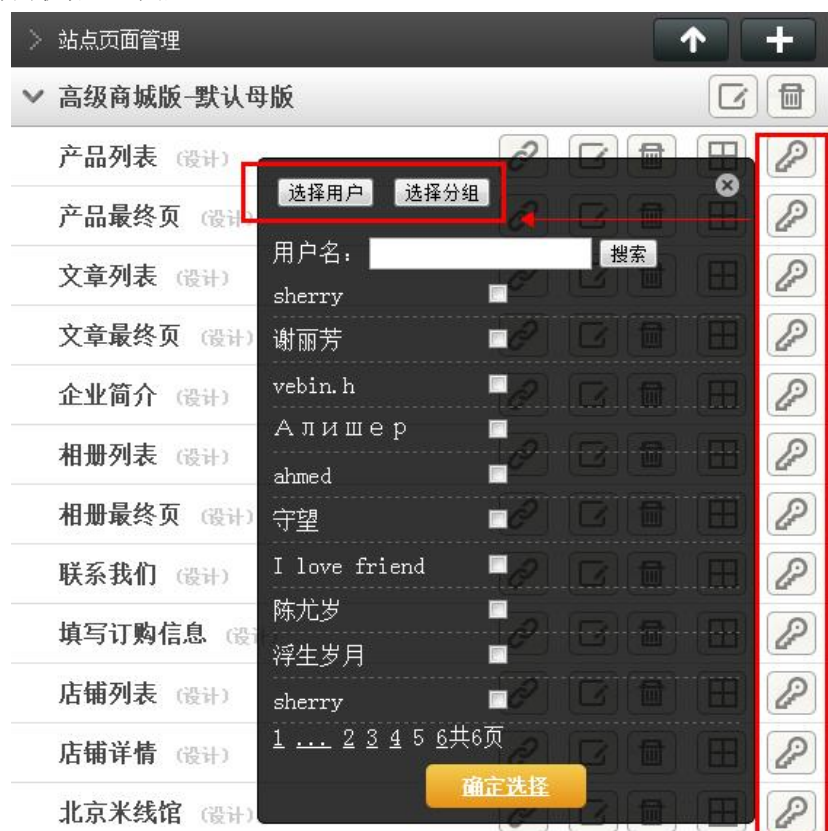 站点页面管理
高级商城版-默认母版
产品列表 (设计)
选择用户 选择分组
产品最终页 (设计
用户名: 搜索
文章列表 (设计)
sherry
文章最终页 (设计)
谢丽芳
企业简介 (设计)
vebin.h
Алишер
相册列表 (设计)
ahmed
相册最终页 (设计)
守望
联系我们 (设计)
I love friend
陈尤岁
填写订购信息 (设
浮生岁月
店铺列表 (设计)
sherry
店铺详情 (设计)
1 ... 2 3 4 5 6共6页
确定选择
北京米线馆 (设计)